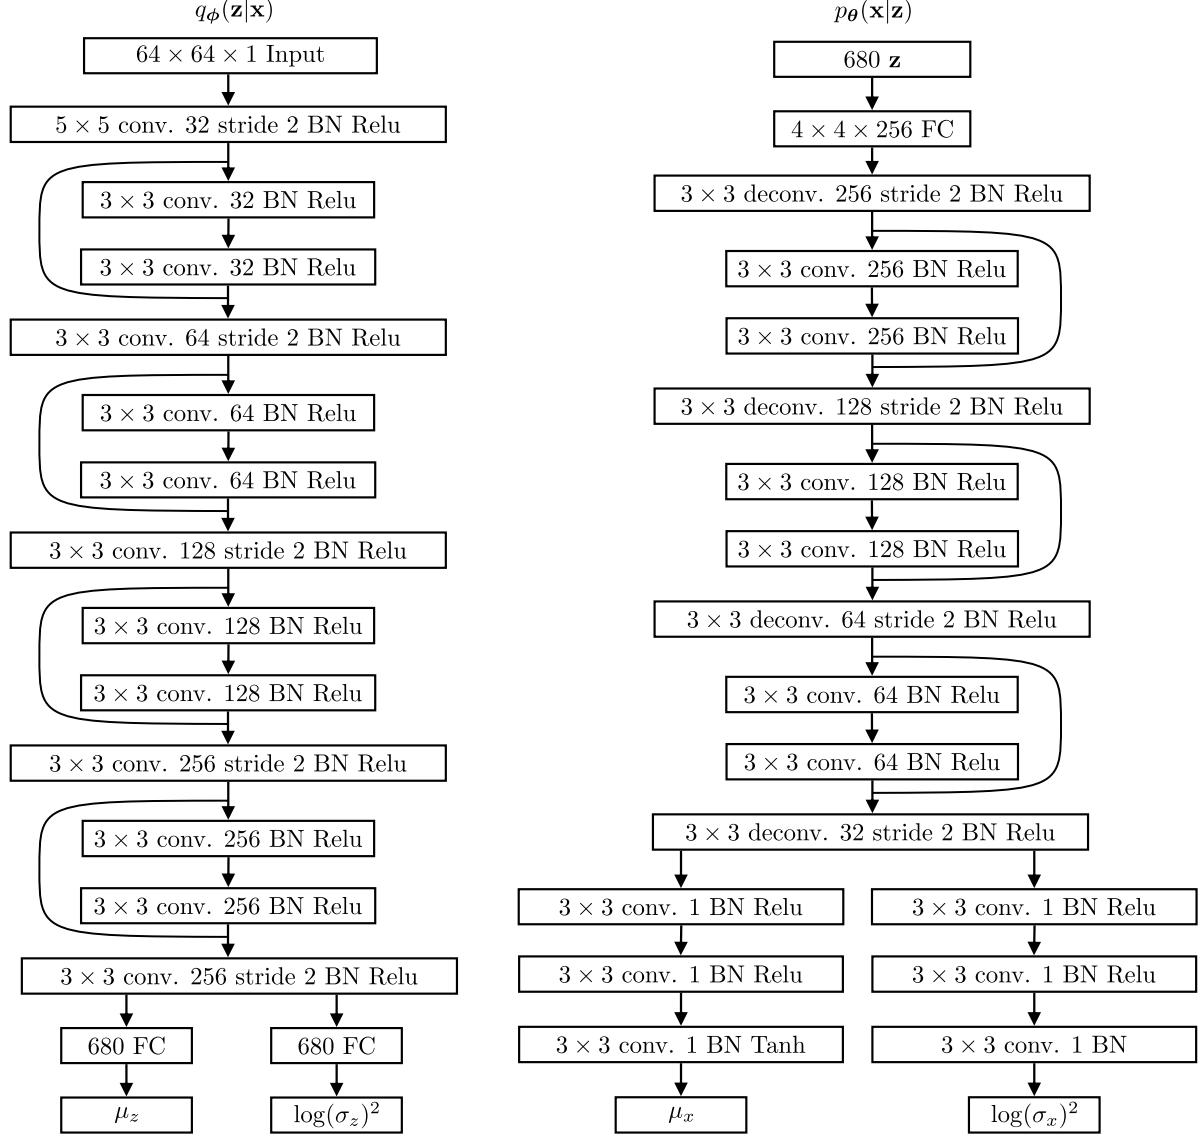 q_ϕ(z|x)
64 × 64 × 1 Input
5 × 5 conv. 32 stride 2 BN Relu
3 × 3 conv. 32 BN Relu
3 × 3 conv. 32 BN Relu
3 × 3 conv. 64 stride 2 BN Relu
3 × 3 conv. 64 BN Relu
3 × 3 conv. 64 BN Relu
3 × 3 conv. 128 stride 2 BN Relu
3 × 3 conv. 128 BN Relu
3 × 3 conv. 128 BN Relu
3 × 3 conv. 256 stride 2 BN Relu
3 × 3 conv. 256 BN Relu
3 × 3 conv. 256 BN Relu
3 × 3 conv. 256 stride 2 BN Relu
680 FC
680 FC
μ_z
log(σ_z)²
p_θ(x|z)
680 z
4 × 4 × 256 FC
3 × 3 deconv. 256 stride 2 BN Relu
3 × 3 conv. 256 BN Relu
3 × 3 conv. 256 BN Relu
3 × 3 deconv. 128 stride 2 BN Relu
3 × 3 conv. 128 BN Relu
3 × 3 conv. 128 BN Relu
3 × 3 deconv. 64 stride 2 BN Relu
3 × 3 conv. 64 BN Relu
3 × 3 conv. 64 BN Relu
3 × 3 deconv. 32 stride 2 BN Relu
3 × 3 conv. 1 BN Relu
3 × 3 conv. 1 BN Relu
3 × 3 conv. 1 BN Tanh
μ_x
3 × 3 conv. 1 BN Relu
3 × 3 conv. 1 BN Relu
3 × 3 conv. 1 BN
log(σ_x)²